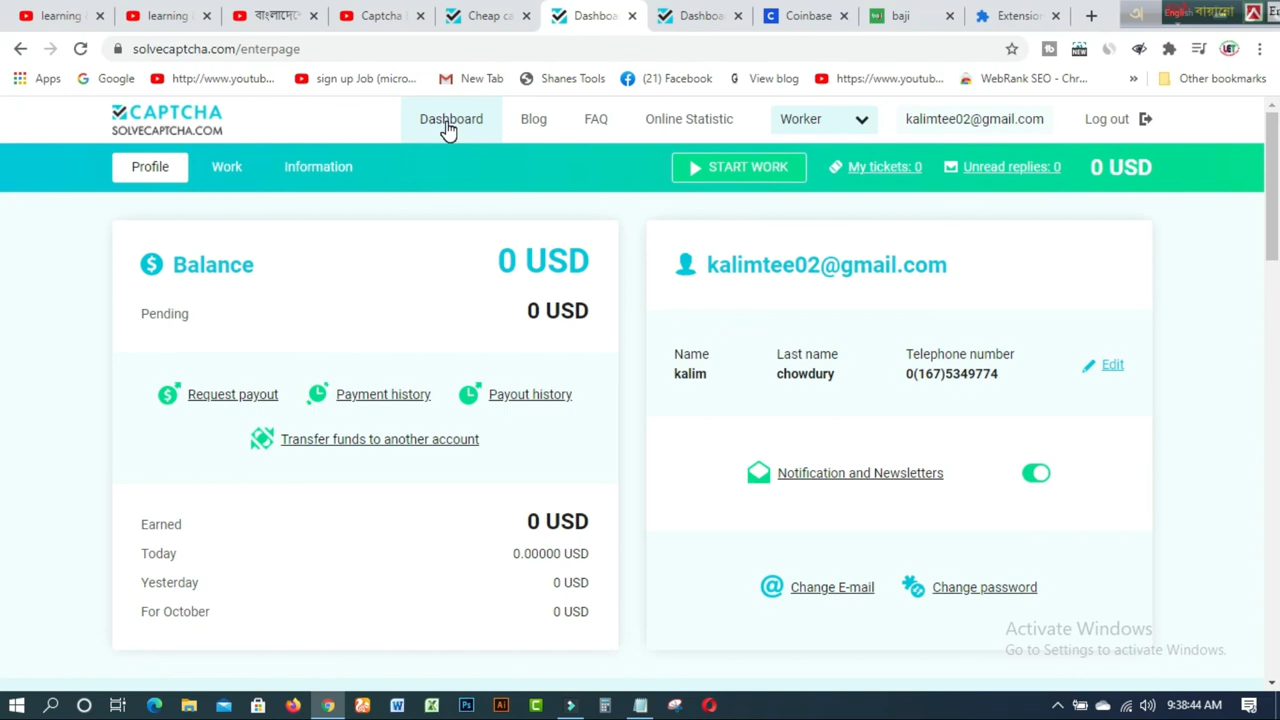 learning
learning
বাংলাদেশে
Captcha
Cheap
Dashbo
Dashbo
Coinbase
baji
Extension
English
বায়ান্নো
solvecaptcha.com/enterpage
NEW
LET
Apps
Google
http://www.youtub...
sign up Job (micro...
New Tab
Shanes Tools
(21) Facebook
View blog
https://www.youtub...
WebRank SEO - Chr...
»
Other bookmarks
CAPTCHA
SOLVECAPTCHA.COM
Dashboard
Blog
FAQ
Online Statistic
Worker
kalimtee02@gmail.com
Log out
Profile
Work
Information
START WORK
My tickets: 0
Unread replies: 0
0 USD
Balance
0 USD
Pending
0 USD
Request payout
Payment history
Payout history
Transfer funds to another account
Earned
0 USD
Today
0.00000 USD
Yesterday
0 USD
For October
0 USD
kalimtee02@gmail.com
Name
Last name
Telephone number
kalim
chowdury
0(167)5349774
Edit
Notification and Newsletters
Change E-mail
Change password
Activate Windows
Go to Settings to activate Windows.
9:38:44 AM